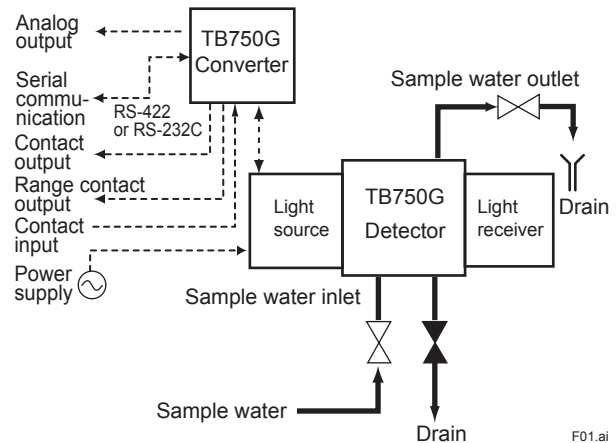 Analog
output
TB750G
Converter
Serial
commu-
nication
RS-422
or RS-232C
Contact
output
Range contact
output
Contact
input
Power
supply
Sample water outlet
Drain
Light
source
TB750G
Detector
Light
receiver
Sample water inlet
Sample water
Drain
F01.ai